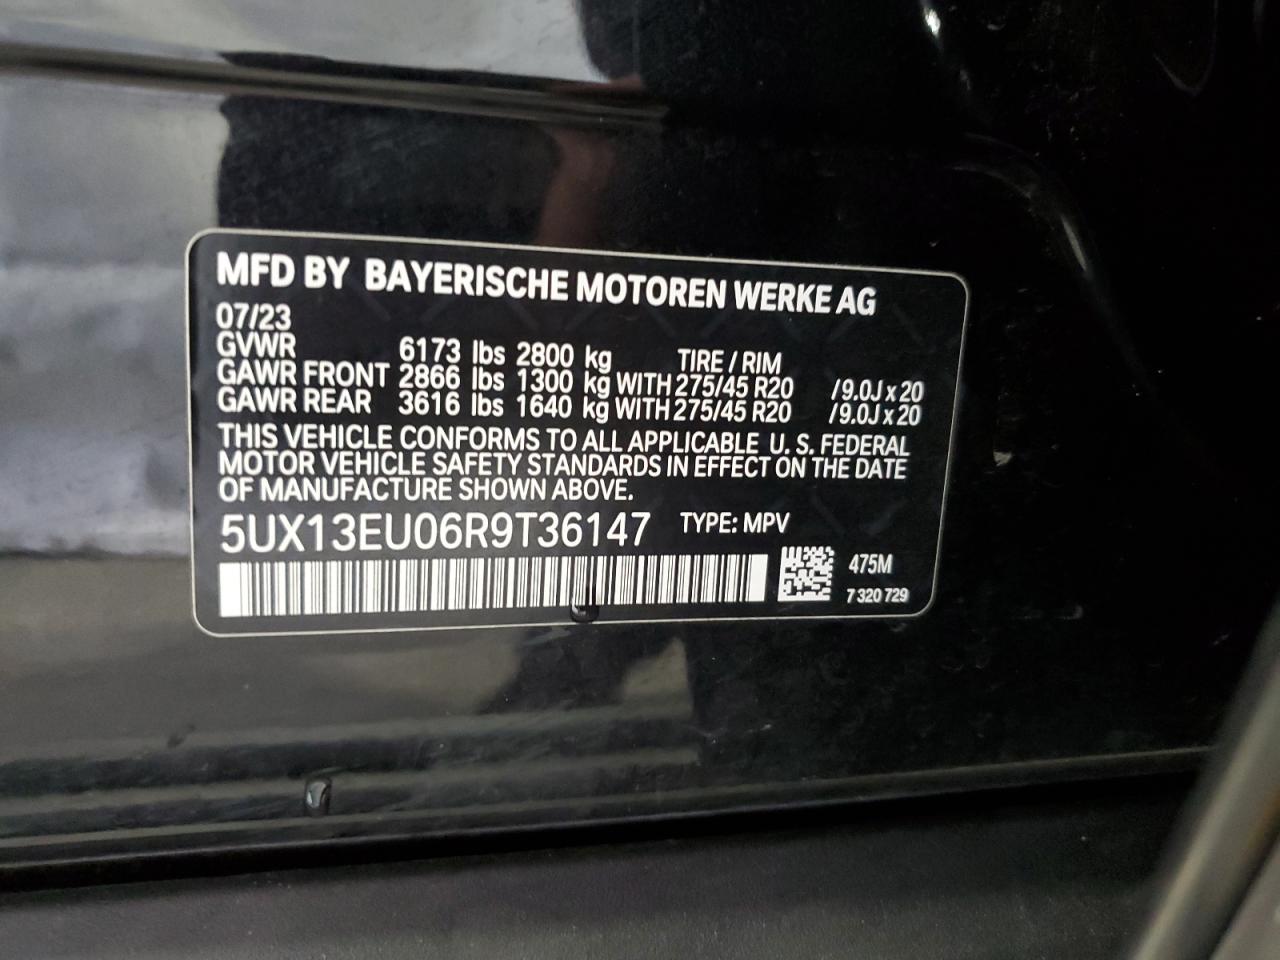 MFD BY BAYERISCHE MOTOREN WERKE AG
07/23
GVWR 6173 lbs 2800 kg TIRE / RIM
GAWR FRONT 2866 lbs 1300 kg WITH 275/45 R20 /9.0J x 20
GAWR REAR 3616 lbs 1640 kg WITH 275/45 R20 /9.0J x 20
THIS VEHICLE CONFORMS TO ALL APPLICABLE U. S. FEDERAL
MOTOR VEHICLE SAFETY STANDARDS IN EFFECT ON THE DATE
OF MANUFACTURE SHOWN ABOVE.
5UX13EU06R9T36147 TYPE: MPV
475M
7 320 729